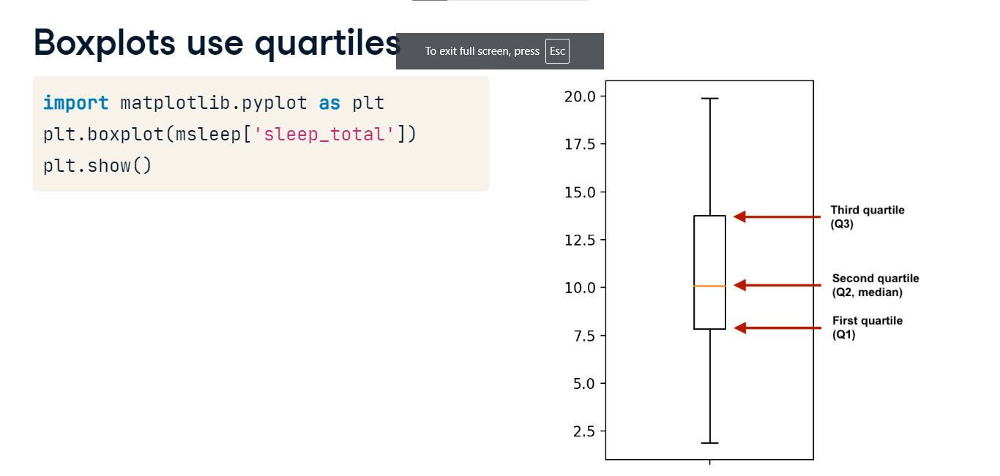 Boxplots use quartiles
To exit full screen, press Esc
import matplotlib.pyplot as plt
plt.boxplot(msleep['sleep_total'])
plt.show()
20.0
17.5
15.0
12.5
10.0
7.5
5.0
2.5
Third quartile
(Q3)
Second quartile
(Q2, median)
First quartile
(Q1)